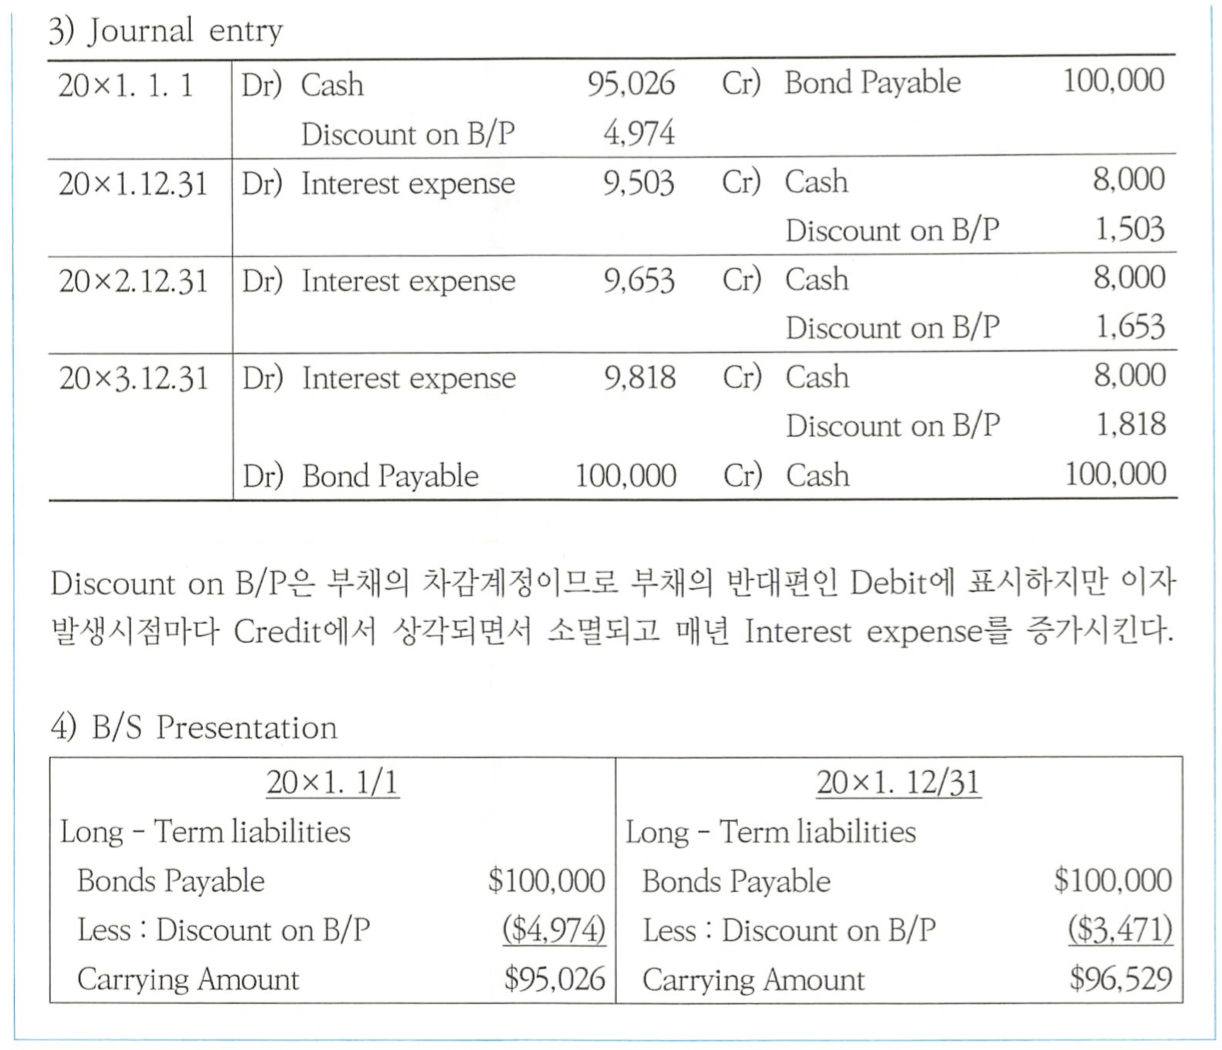 3) Journal entry
20×1. 1. 1 Dr) Cash 95,026 Cr) Bond Payable 100,000
Discount on B/P 4,974
20×1.12.31 Dr) Interest expense 9,503 Cr) Cash 8,000
Discount on B/P 1,503
20×2.12.31 Dr) Interest expense 9,653 Cr) Cash 8,000
Discount on B/P 1,653
20×3.12.31 Dr) Interest expense 9,818 Cr) Cash 8,000
Discount on B/P 1,818
Dr) Bond Payable 100,000 Cr) Cash 100,000
Discount on B/P은 부채의 차감계정이므로 부채의 반대편인 Debit에 표시하지만 이자
발생시점마다 Credit에서 상각되면서 소멸되고 매년 Interest expense를 증가시킨다.
4) B/S Presentation
20×1. 1/1 20×1. 12/31
Long - Term liabilities Long - Term liabilities
Bonds Payable $100,000 Bonds Payable $100,000
Less : Discount on B/P ($4,974) Less : Discount on B/P ($3,471)
Carrying Amount $95,026 Carrying Amount $96,529